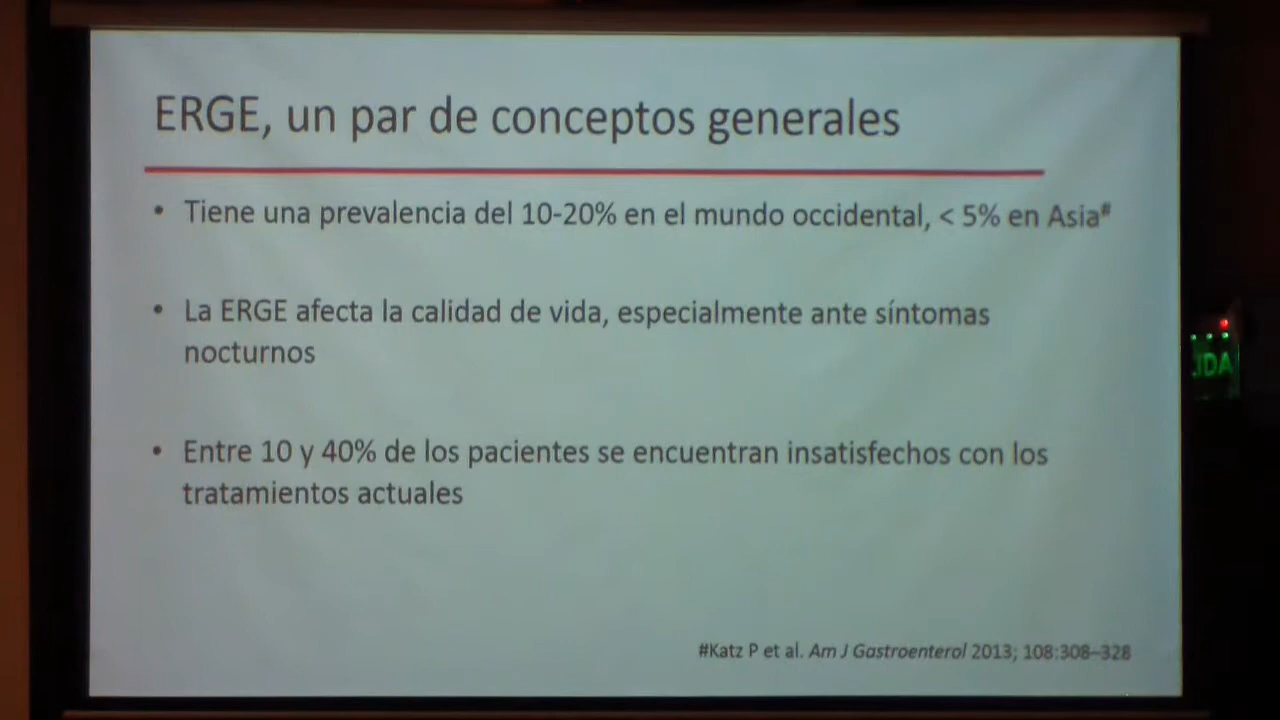 ERGE, un par de conceptos generales
• Tiene una prevalencia del 10-20% en el mundo occidental, < 5% en Asia#
• La ERGE afecta la calidad de vida, especialmente ante síntomas
nocturnos
• Entre 10 y 40% de los pacientes se encuentran insatisfechos con los
tratamientos actuales
#Katz P et al. Am J Gastroenterol 2013; 108:308–328
IDA